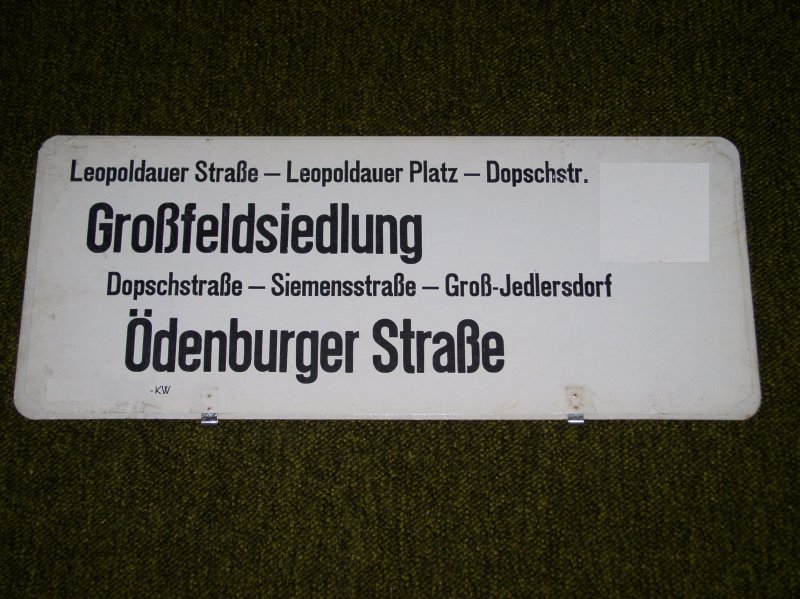 Leopoldauer Straße – Leopoldauer Platz – Dopschstr.
Großfeldsiedlung
Dopschstraße – Siemensstraße – Groß-Jedlersdorf
Ödenburger Straße
-KW